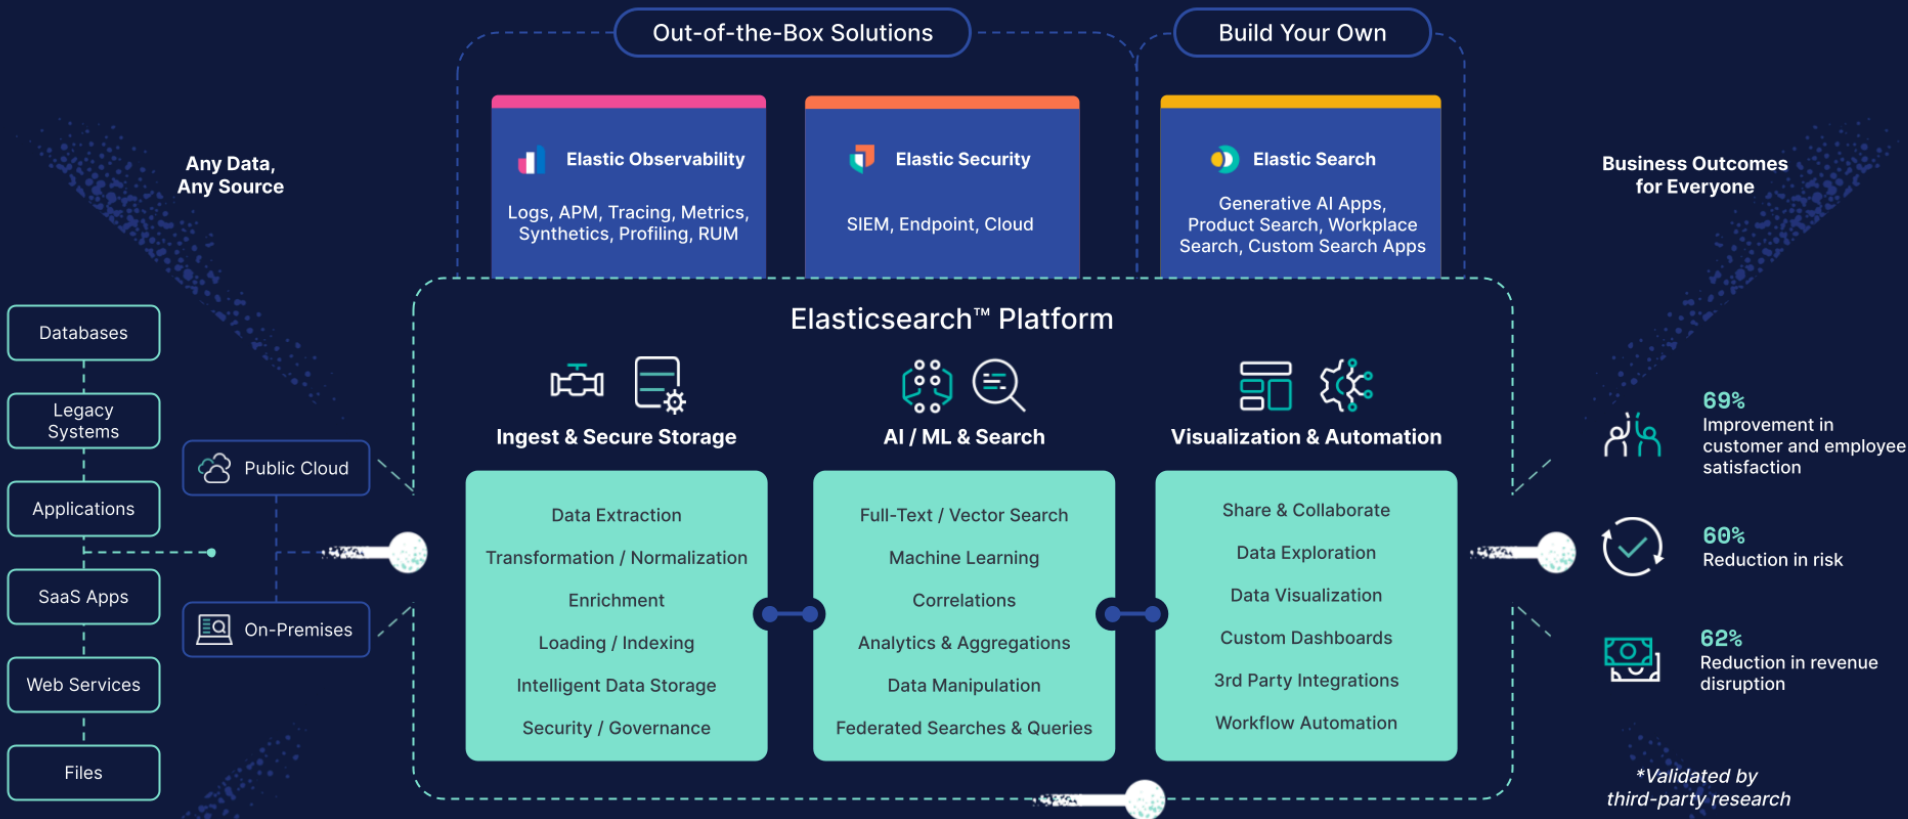 Out-of-the-Box Solutions
Build Your Own
Any Data,
Any Source
Elastic Observability
Logs, APM, Tracing, Metrics,
Synthetics, Profiling, RUM
Elastic Security
SIEM, Endpoint, Cloud
Elastic Search
Generative AI Apps,
Product Search, Workplace
Search, Custom Search Apps
Business Outcomes
for Everyone
Databases
Legacy
Systems
Applications
SaaS Apps
Web Services
Files
Public Cloud
On-Premises
Elasticsearch™ Platform
Ingest & Secure Storage
Data Extraction
Transformation / Normalization
Enrichment
Loading / Indexing
Intelligent Data Storage
Security / Governance
AI / ML & Search
Full-Text / Vector Search
Machine Learning
Correlations
Analytics & Aggregations
Data Manipulation
Federated Searches & Queries
Visualization & Automation
Share & Collaborate
Data Exploration
Data Visualization
Custom Dashboards
3rd Party Integrations
Workflow Automation
69%
Improvement in
customer and employee
satisfaction
60%
Reduction in risk
62%
Reduction in revenue
disruption
*Validated by
third-party research